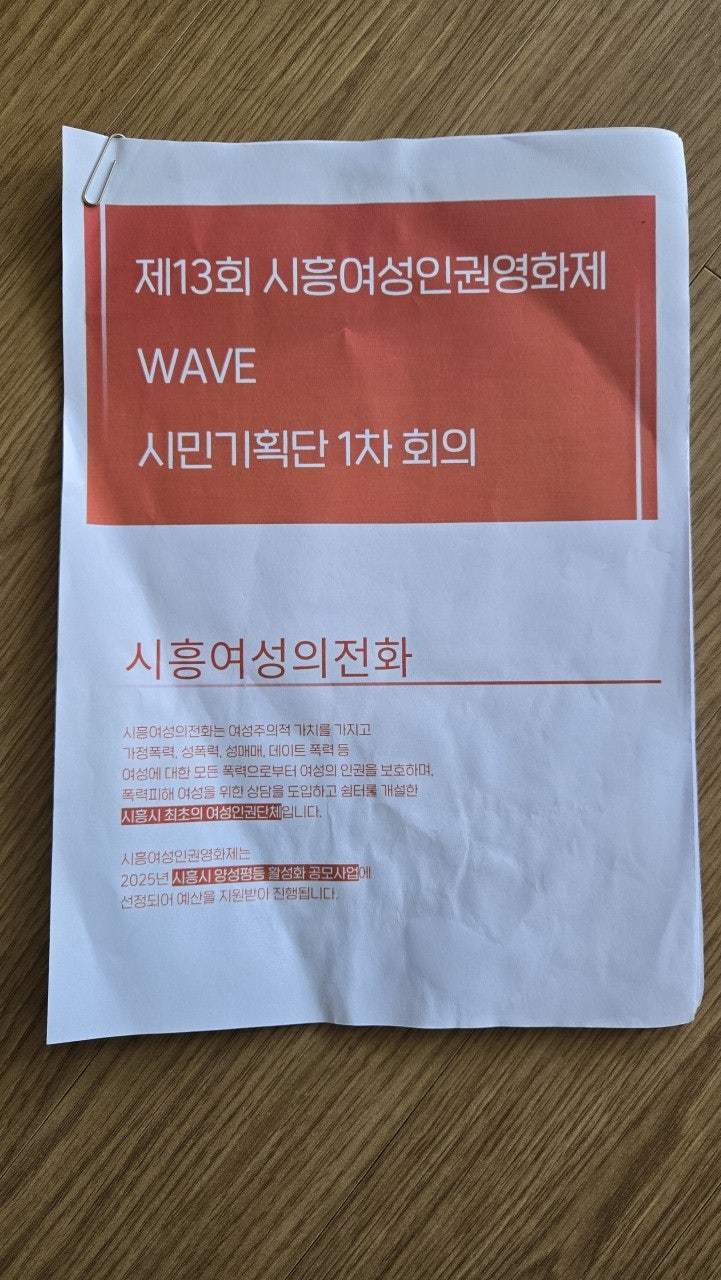 제13회 시흥여성인권영화제
WAVE
시민기획단 1차 회의
시흥여성의전화
시흥여성의전화는 여성주의적 가치를 가지고
가정폭력, 성폭력, 성매매, 데이트 폭력 등
여성에 대한 모든 폭력으로부터 여성의 인권을 보호하며,
폭력피해 여성을 위한 상담을 도입하고 쉼터를 개설한
시흥시 최초의 여성인권단체입니다.
시흥여성인권영화제는
2025년 시흥시 양성평등 활성화 공모사업에
선정되어 예산을 지원받아 진행됩니다.